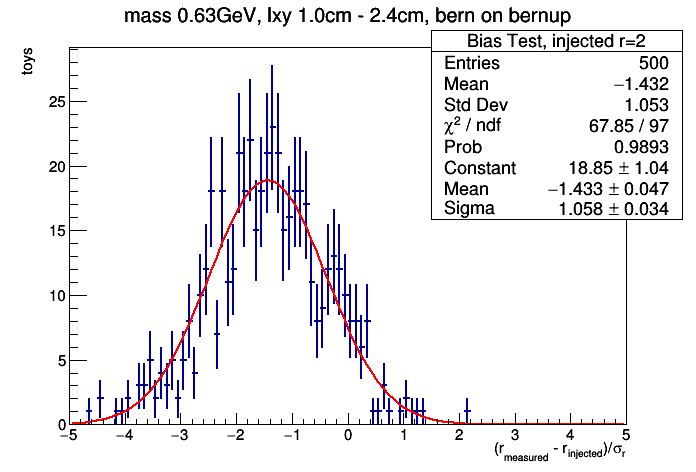 mass 0.63GeV, lxy 1.0cm - 2.4cm, bern on bernup
Bias Test, injected r=2
Entries 500
Mean −1.432
Std Dev 1.053
χ² / ndf 67.85 / 97
Prob 0.9893
Constant 18.85 ± 1.04
Mean −1.433 ± 0.047
Sigma 1.058 ± 0.034
toys
25
20
15
10
5
0
−5 −4 −3 −2 −1 0 1 2 3 4 5
(r_measured - r_injected)/σ_r